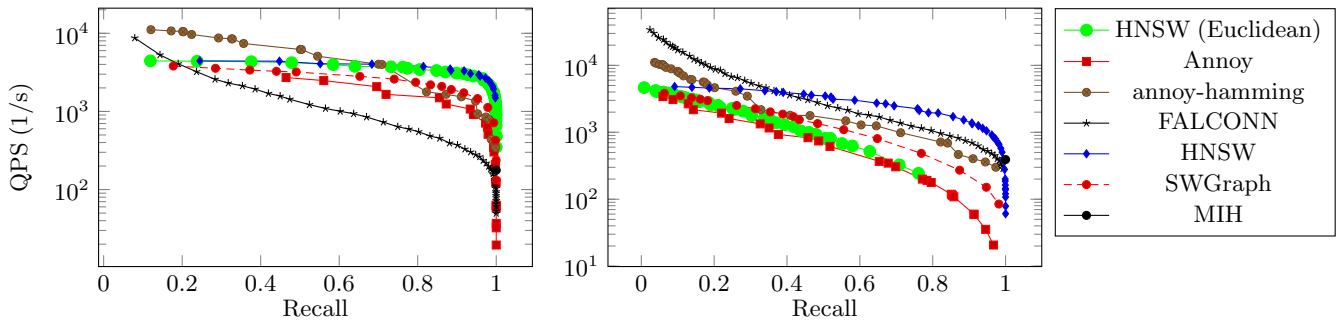 QPS (1/s)
10^4
10^3
10^2
0 0.2 0.4 0.6 0.8 1
Recall
10^4
10^3
10^2
10^1
0 0.2 0.4 0.6 0.8 1
Recall
HNSW (Euclidean)
Annoy
annoy-hamming
FALCONN
HNSW
SWGraph
MIH